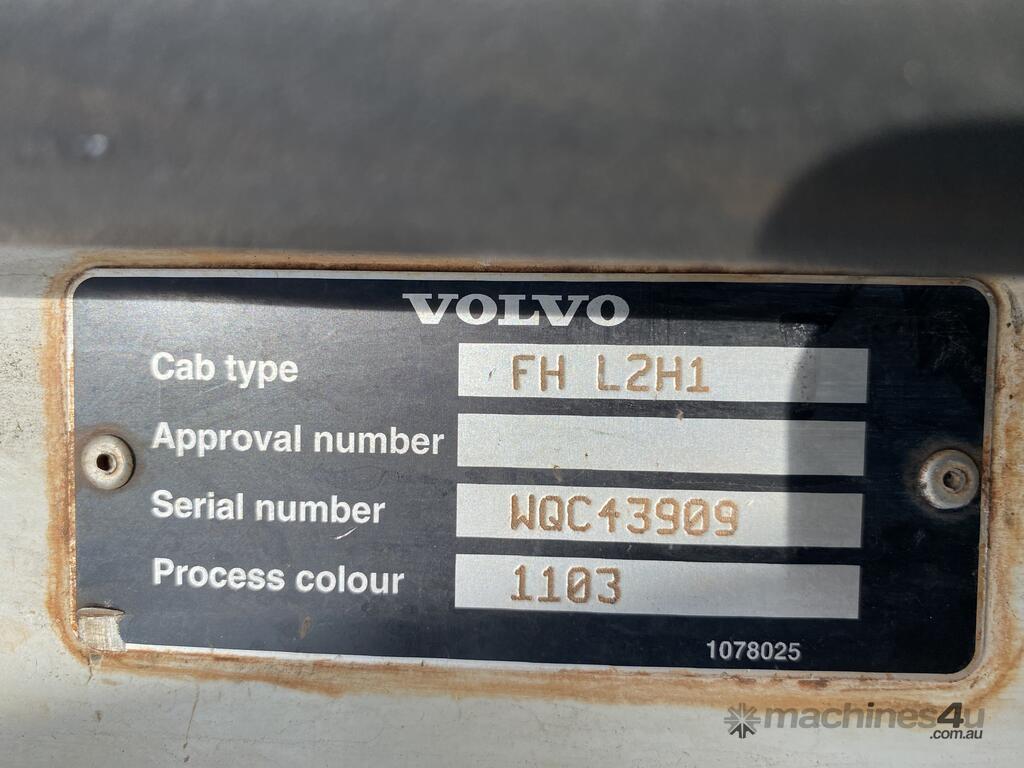 VOLVO
Cab type FH L2H1
Approval number
Serial number WQC43909
Process colour 1103
1078025
machines4u
.com.au